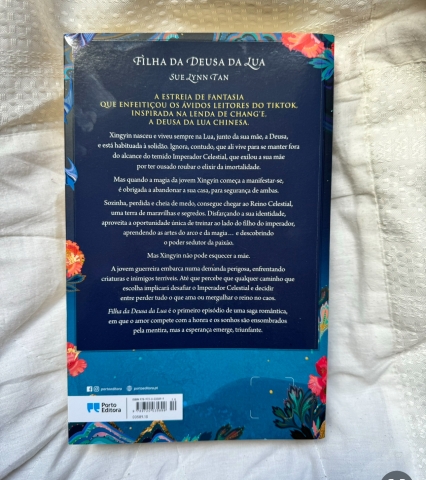 FILHA DA DEUSA DA LUA
SUE LYNN TAN
A ESTREIA DE FANTASIA
QUE ENFEITIÇOU OS ÁVIDOS LEITORES DO TIKTOK,
INSPIRADA NA LENDA DE CHANG'E,
A DEUSA DA LUA CHINESA.
Xingyin nasceu e viveu sempre na Lua, junto da sua mãe, a Deusa,
e está habituada à solidão. Ignora, contudo, que ali vive para se manter fora
do alcance do temido Imperador Celestial, que exilou a sua mãe
por ter ousado roubar o elixir da imortalidade.
Mas quando a magia da jovem Xingyin começa a manifestar-se,
é obrigada a abandonar a sua casa, para segurança de ambas.
Sozinha, perdida e cheia de medo, consegue chegar ao Reino Celestial,
uma terra de maravilhas e segredos. Disfarçando a sua identidade,
aproveita a oportunidade única de treinar ao lado do filho do imperador,
aprendendo as artes do arco e da magia... e descobrindo
o poder sedutor da paixão.
Mas Xingyin não pode esquecer a mãe.
A jovem guerreira embarca numa demanda perigosa, enfrentando
criaturas e inimigos terríveis. Até que percebe que qualquer caminho que
escolha implicará desafiar o Imperador Celestial e decidir
entre perder tudo o que ama ou mergulhar o reino no caos.
Filha da Deusa da Lua é o primeiro episódio de uma saga romântica,
em que o amor compete com a honra e os sonhos são ensombrados
pela mentira, mas a esperança emerge, triunfante.
portoeditora
portoeditora.pt
Porto
Editora